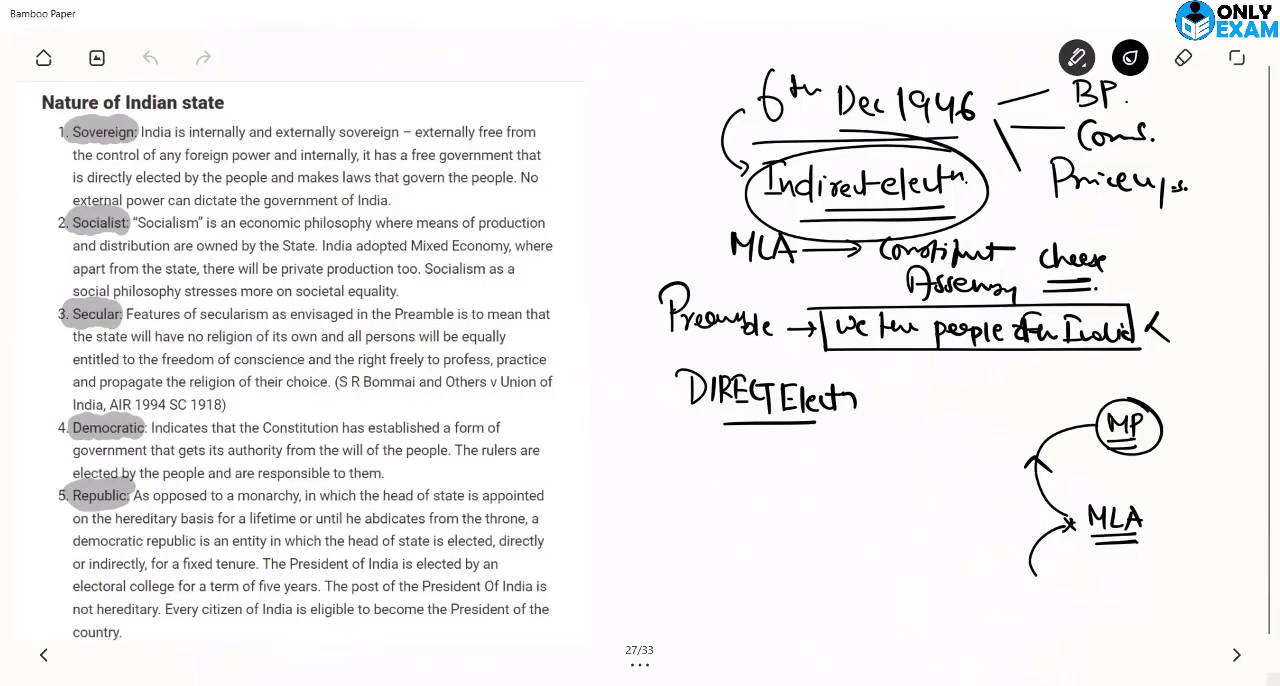 Bamboo Paper
ONLY
EXAM
Nature of Indian state
1. Sovereign: India is internally and externally sovereign – externally free from
the control of any foreign power and internally, it has a free government that
is directly elected by the people and makes laws that govern the people. No
external power can dictate the government of India.
2. Socialist: “Socialism” is an economic philosophy where means of production
and distribution are owned by the State. India adopted Mixed Economy, where
apart from the state, there will be private production too. Socialism as a
social philosophy stresses more on societal equality.
3. Secular: Features of secularism as envisaged in the Preamble is to mean that
the state will have no religion of its own and all persons will be equally
entitled to the freedom of conscience and the right freely to profess, practice
and propagate the religion of their choice. (S R Bommai and Others v Union of
India, AIR 1994 SC 1918)
4. Democratic: Indicates that the Constitution has established a form of
government that gets its authority from the will of the people. The rulers are
elected by the people and are responsible to them.
5. Republic: As opposed to a monarchy, in which the head of state is appointed
on the hereditary basis for a lifetime or until he abdicates from the throne, a
democratic republic is an entity in which the head of state is elected, directly
or indirectly, for a fixed tenure. The President of India is elected by an
electoral college for a term of five years. The post of the President Of India is
not hereditary. Every citizen of India is eligible to become the President of the
country.
6th Dec 1946
BP.
Cons.
Indirect electn.
MLA
Preamble
we the people of India
DIRECT Electn
MP
MLA
27/33